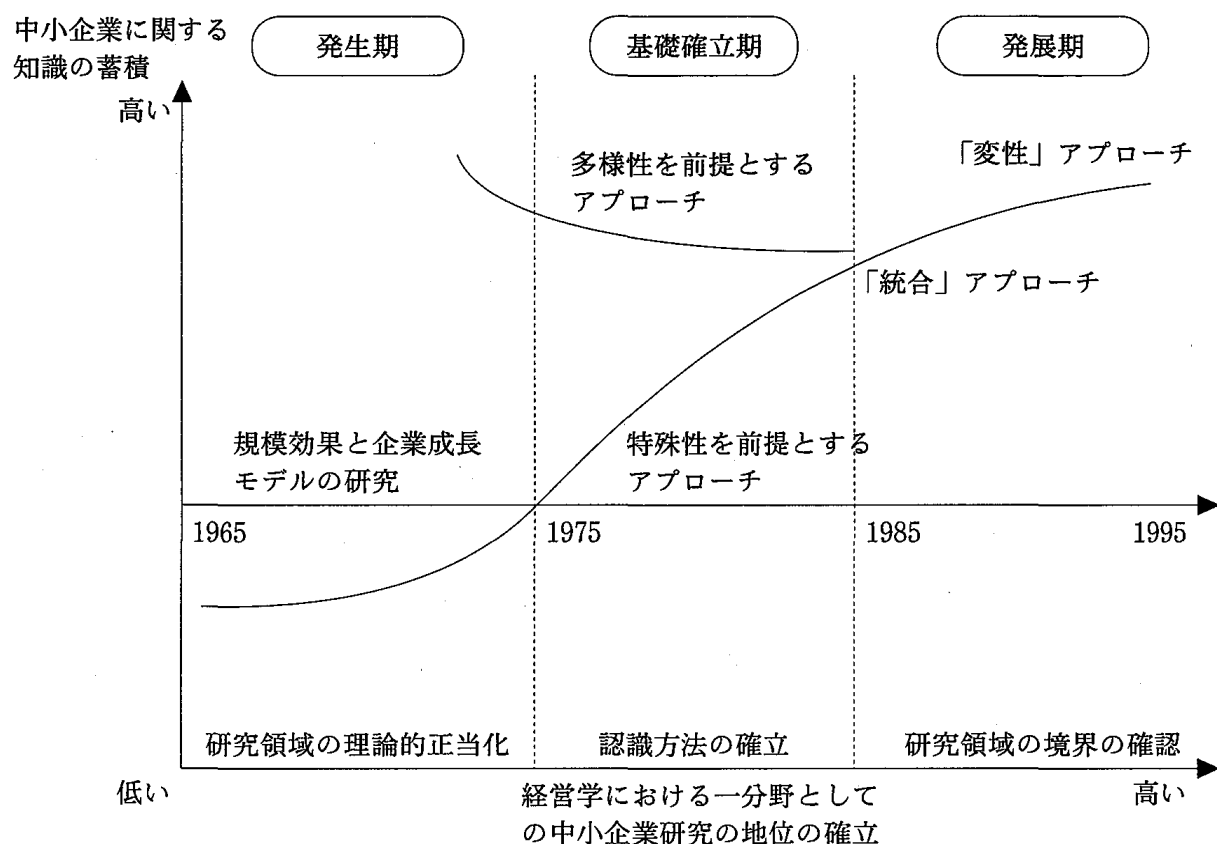 中小企業に関する
知識の蓄積
発生期
基礎確立期
発展期
高い
多様性を前提とする
アプローチ
「変性」アプローチ
「統合」アプローチ
規模効果と企業成長
モデルの研究
特殊性を前提とする
アプローチ
1965
1975
1985
1995
研究領域の理論的正当化
認識方法の確立
研究領域の境界の確認
低い
経営学における一分野として
の中小企業研究の地位の確立
高い